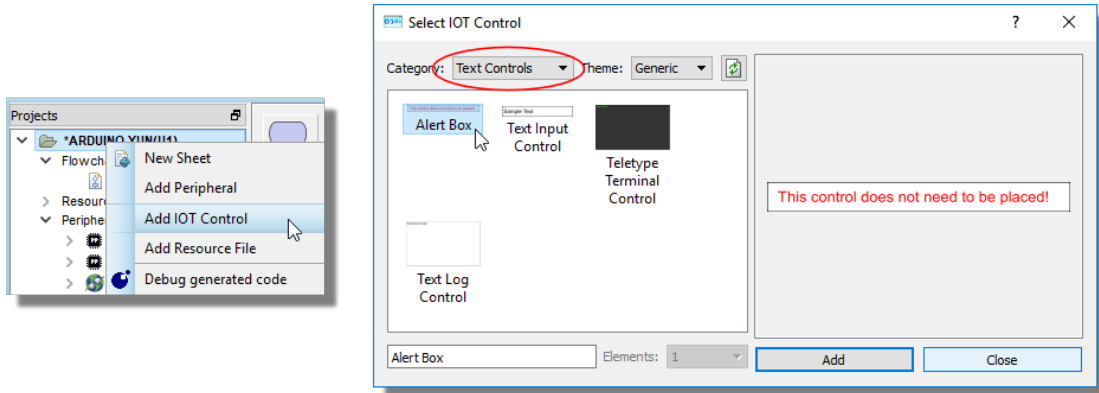 Projects
*ARDUINO YUN(U1)
Flowch
Resour
Periphe
New Sheet
Add Peripheral
Add IOT Control
Add Resource File
Debug generated code
Select IOT Control
?
Category: Text Controls
Theme: Generic
Alert Box
Sample Text
Text Input
Control
Teletype
Terminal
Control
Text Log
Control
This control does not need to be placed!
Alert Box
Elements: 1
Add
Close